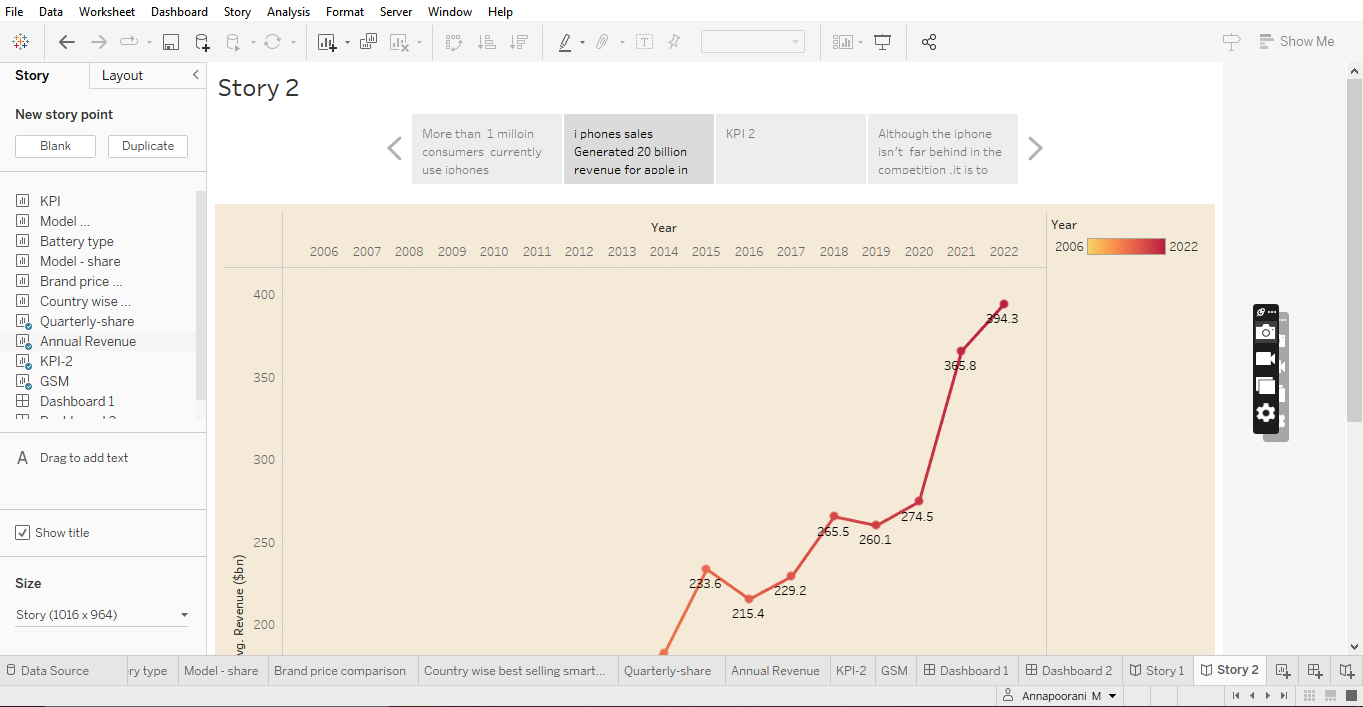 File Data Worksheet Dashboard Story Analysis Format Server Window Help
Show Me
Story Layout
New story point
Blank Duplicate
KPI
Model ...
Battery type
Model - share
Brand price ...
Country wise ...
Quarterly-share
Annual Revenue
KPI-2
GSM
Dashboard 1
A Drag to add text
Show title
Size
Story (1016 x 964)
Story 2
More than 1 milloin
consumers currently
use iphones
i phones sales
Generated 20 billion
revenue for apple in
KPI 2
Although the iphone
isn't far behind in the
competition .it is to
Year
2006 2007 2008 2009 2010 2011 2012 2013 2014 2015 2016 2017 2018 2019 2020 2021 2022
Year
2006 2022
400
350
300
250
200
vg. Revenue ($bn)
394.3
365.8
274.5
265.5
260.1
233.6
229.2
215.4
Data Source ry type Model - share Brand price comparison Country wise best selling smart... Quarterly-share Annual Revenue KPI-2 GSM Dashboard 1 Dashboard 2 Story 1 Story 2
Annapoorani M